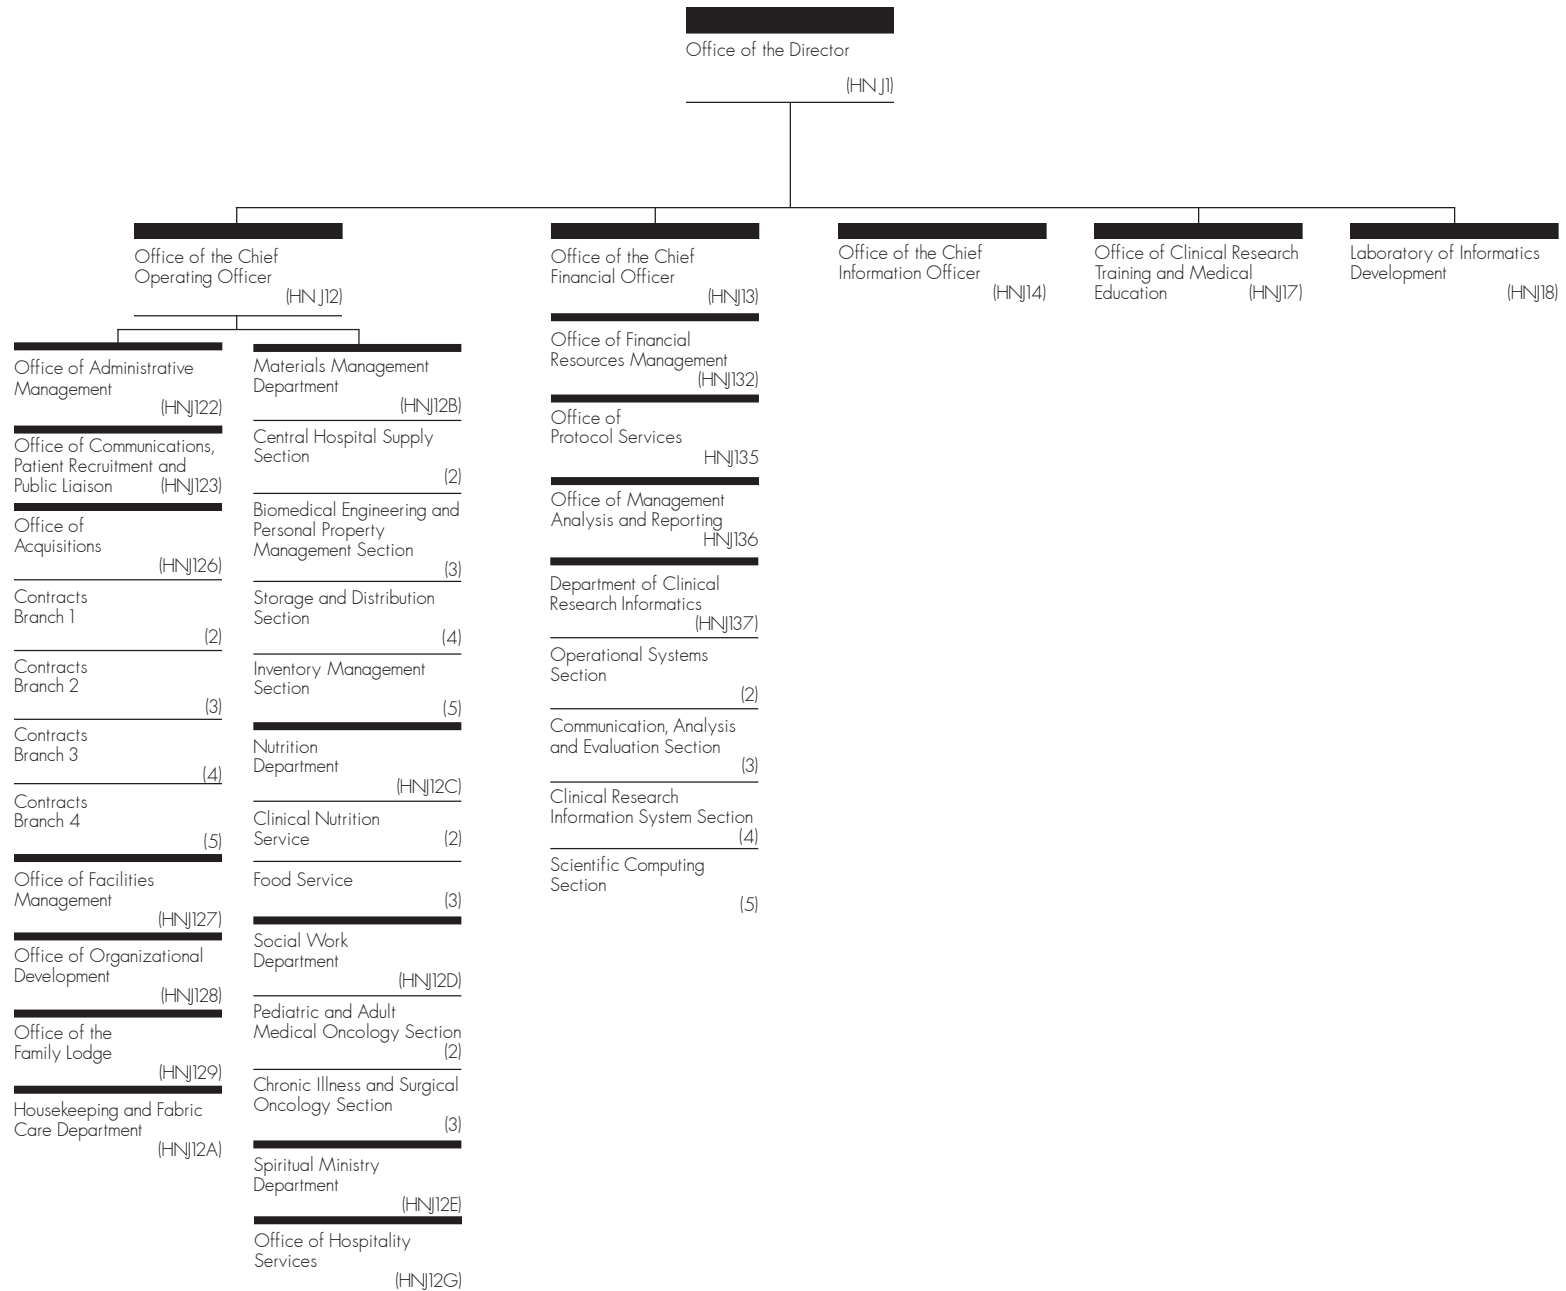 Office of the Director
(HN J1)
Office of the Chief
Operating Officer
(HN J12)
Office of Administrative
Management
(HNJ122)
Office of Communications,
Patient Recruitment and
Public Liaison (HNJ123)
Office of
Acquisitions
(HNJ126)
Contracts
Branch 1
(2)
Contracts
Branch 2
(3)
Contracts
Branch 3
(4)
Contracts
Branch 4
(5)
Office of Facilities
Management
(HNJ127)
Office of Organizational
Development
(HNJ128)
Office of the
Family Lodge
(HNJ129)
Housekeeping and Fabric
Care Department
(HNJ12A)
Materials Management
Department
(HNJ12B)
Central Hospital Supply
Section
(2)
Biomedical Engineering and
Personal Property
Management Section
(3)
Storage and Distribution
Section
(4)
Inventory Management
Section
(5)
Nutrition
Department
(HNJ12C)
Clinical Nutrition
Service (2)
Food Service
(3)
Social Work
Department
(HNJ12D)
Pediatric and Adult
Medical Oncology Section
(2)
Chronic Illness and Surgical
Oncology Section
(3)
Spiritual Ministry
Department
(HNJ12E)
Office of Hospitality
Services
(HNJ12G)
Office of the Chief
Financial Officer
(HNJ13)
Office of Financial
Resources Management
(HNJ132)
Office of
Protocol Services
HNJ135
Office of Management
Analysis and Reporting
HNJ136
Department of Clinical
Research Informatics
(HNJ137)
Operational Systems
Section
(2)
Communication, Analysis
and Evaluation Section
(3)
Clinical Research
Information System Section
(4)
Scientific Computing
Section
(5)
Office of the Chief
Information Officer
(HNJ14)
Office of Clinical Research
Training and Medical
Education (HNJ17)
Laboratory of Informatics
Development
(HNJ18)